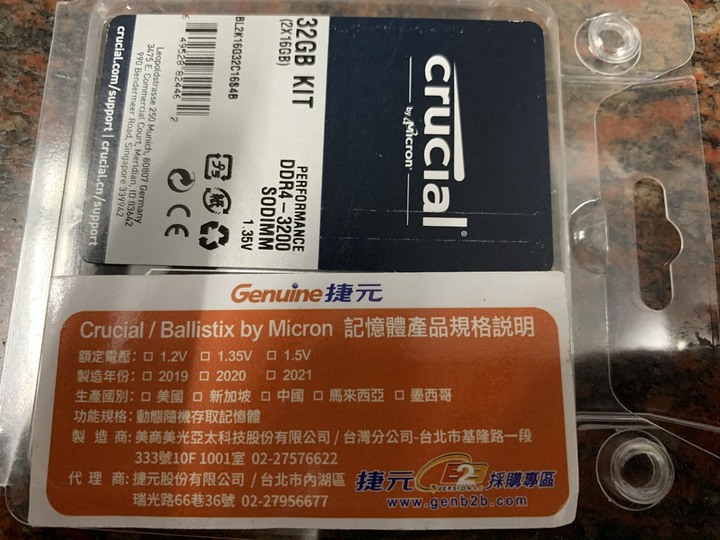 crucial
by Micron
32GB KIT
(2X16GB)
BL2K16G32C16S4B
6 49528 82446 2
PERFORMANCE
DDR4-3200
SODIMM
1.35V
Leopoldstrasse 250 Munich, 80807 Germany
3475 E. Commercial Court, Meridian, ID 83642
990 Bendermeer Road, Singapore 339942
crucial.com/support | crucial.cn/support
Genuine捷元
Crucial / Ballistix by Micron 記憶體產品規格說明
額定電壓: □ 1.2V □ 1.35V □ 1.5V
製造年份: □ 2019 □ 2020 □ 2021
生產國別: □ 美國 □ 新加坡 □ 中國 □ 馬來西亞 □ 墨西哥
功能規格: 動態隨機存取記憶體
製 造 商: 美商美光亞太科技股份有限公司 / 台灣分公司-台北市基隆路一段
333號10F 1001室 02-27576622
代 理 商: 捷元股份有限公司 / 台北市內湖區
瑞光路66巷36號 02-27956677
捷元 E2B VERSION 採購專區
www.genb2b.com